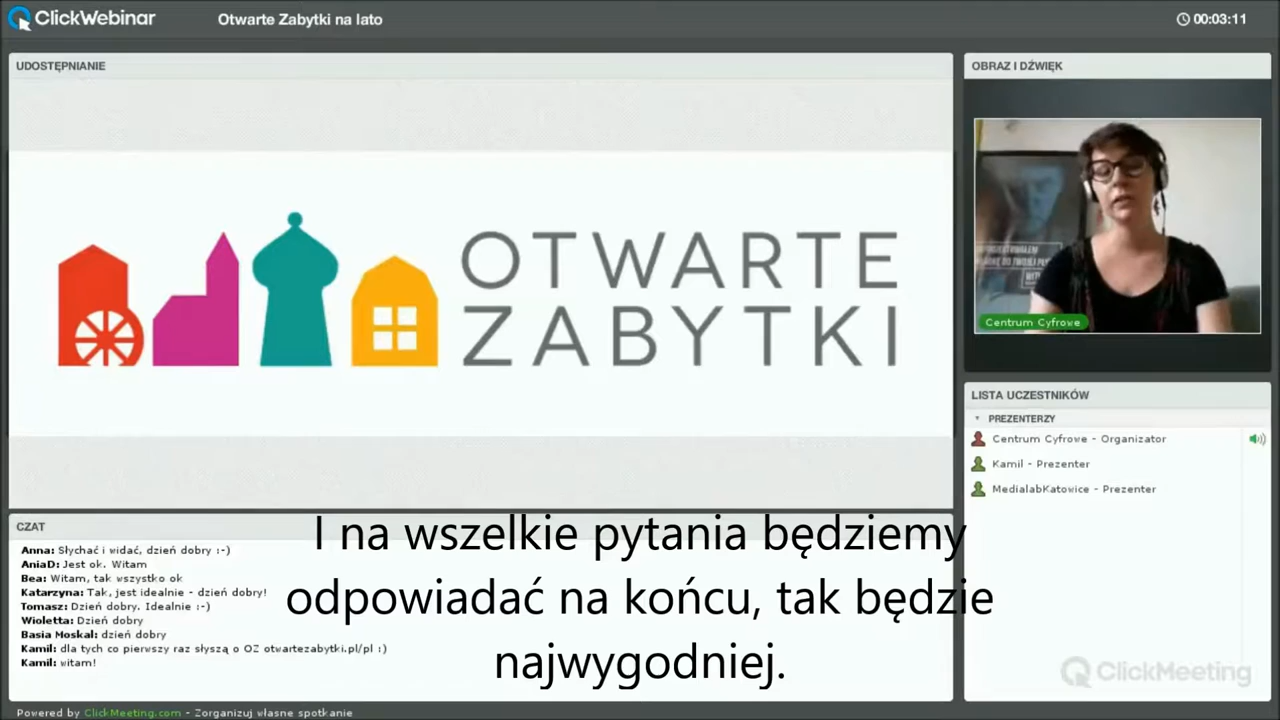 ClickWebinar
Otwarte Zabytki na lato
00:03:11
UDOSTĘPNIANIE
OTWARTE
ZABYTKI
OBRAZ I DŹWIĘK
Centrum Cyfrowe
LISTA UCZESTNIKÓW
PREZENTERZY
Centrum Cyfrowe - Organizator
Kamil - Prezenter
MedialabKatowice - Prezenter
CZAT
Anna: Słychać i widać, dzień dobry :-)
AniaD: Jest ok. Witam
Bea: Witam, tak wszystko ok
Katarzyna: Tak, jest idealnie - dzień dobry!
Tomasz: Dzień dobry. Idealnie :-)
Wioletta: Dzień dobry
Basia Moskal: dzień dobry
Kamil: dla tych co pierwszy raz słyszą o OZ otwartezabytki.pl/pl :)
Kamil: witam!
I na wszelkie pytania będziemy
odpowiadać na końcu, tak będzie
najwygodniej.
ClickMeeting
Powered by ClickMeeting.com - Zorganizuj własne spotkanie